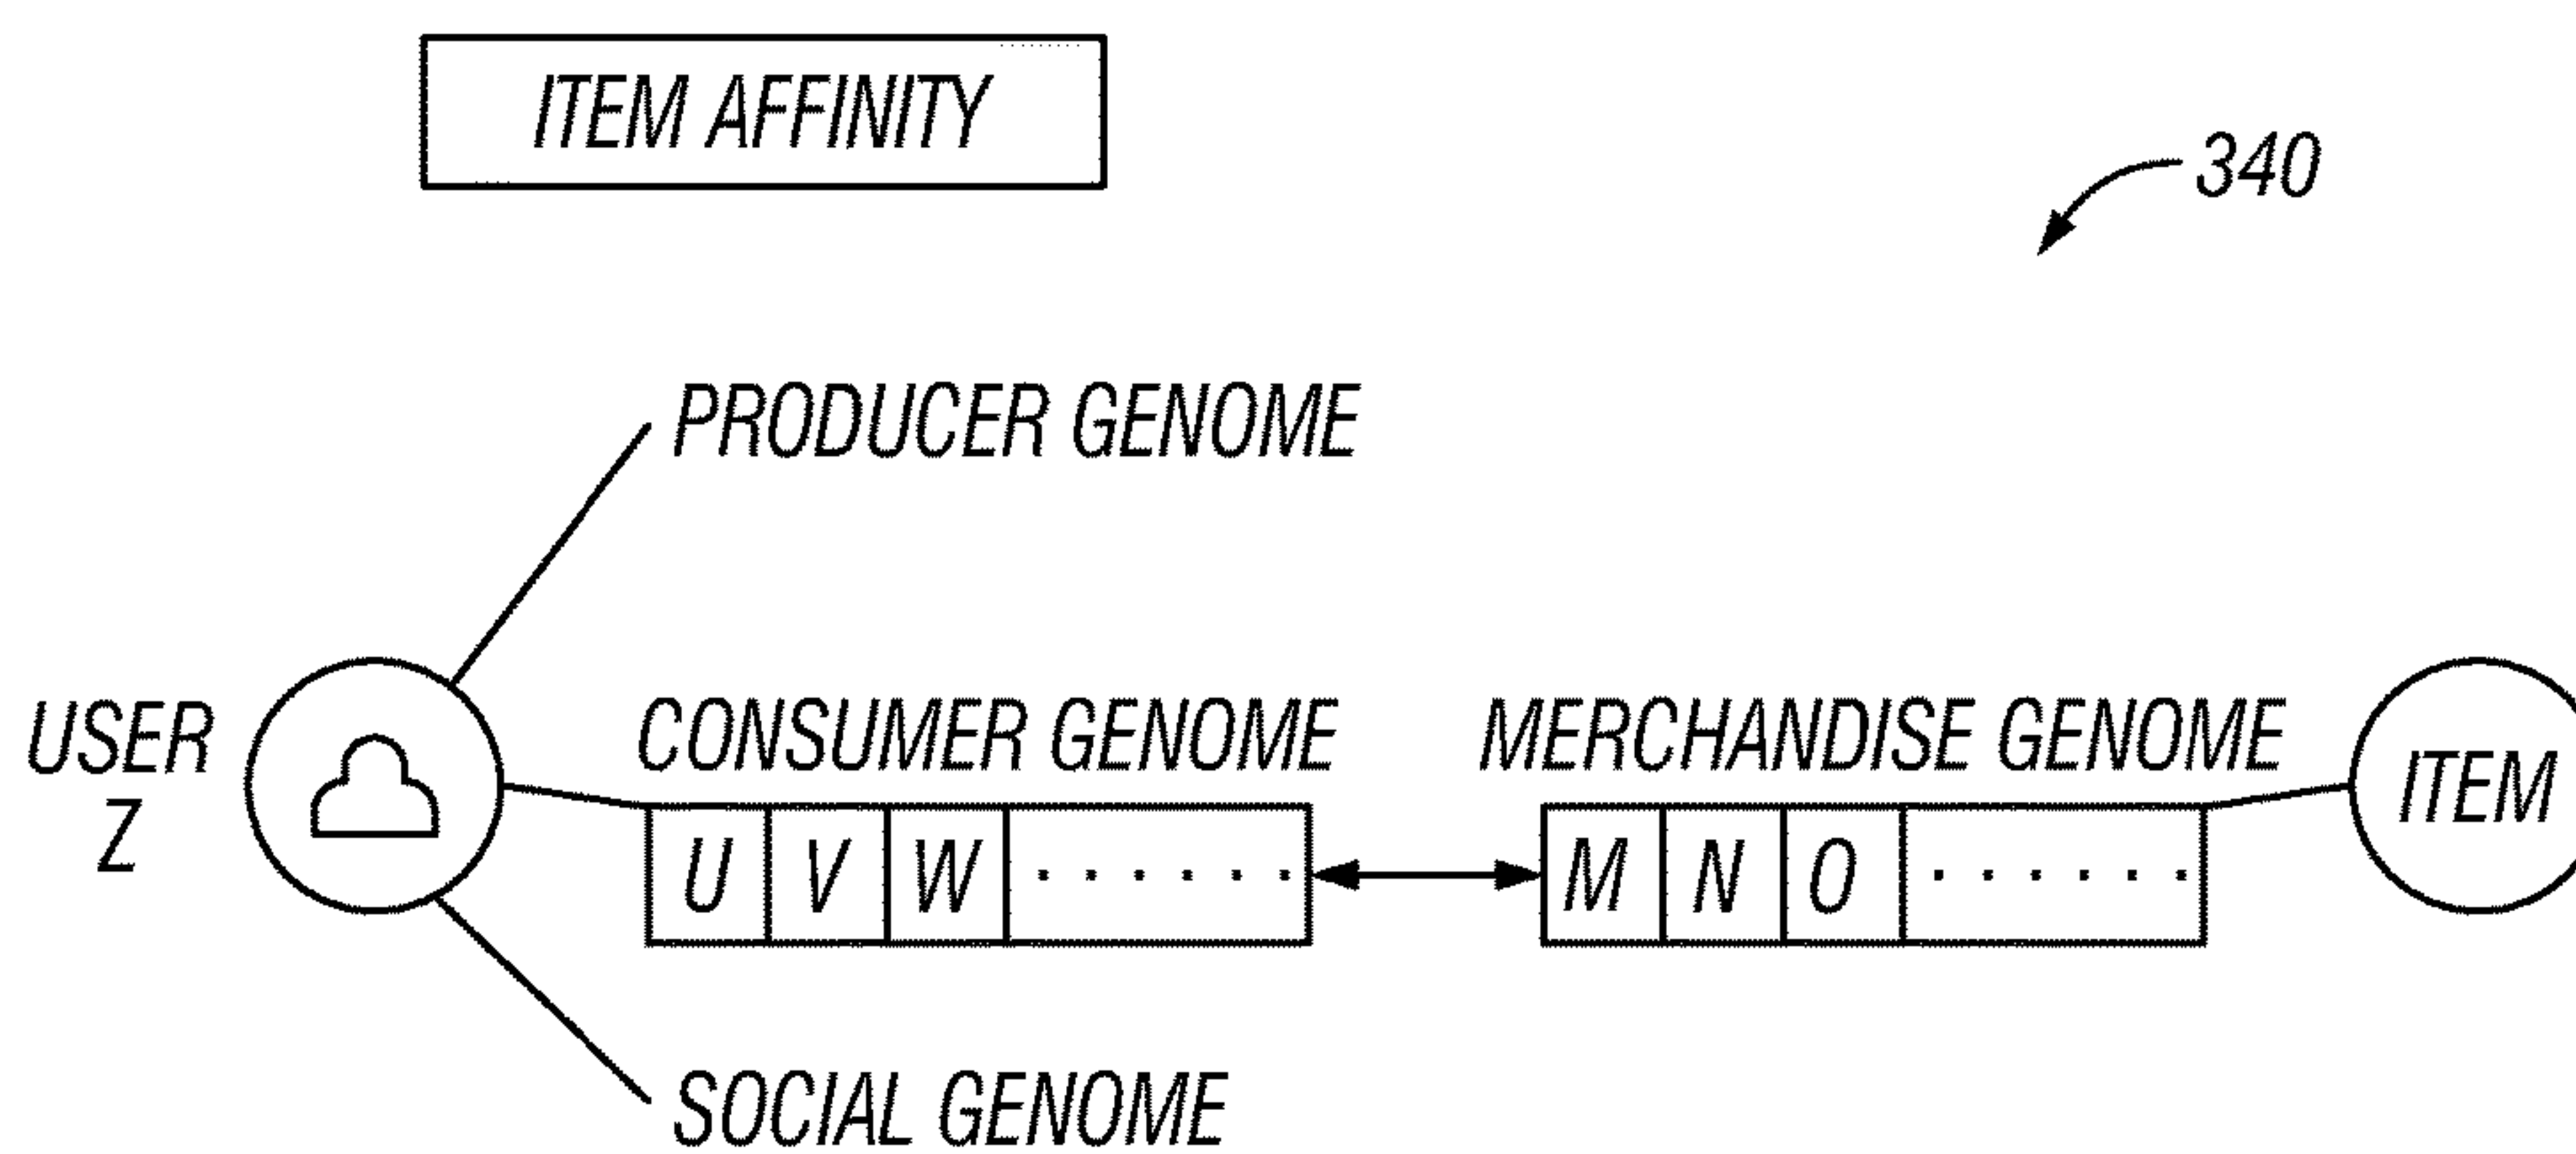 ITEM AFFINITY
340
PRODUCER GENOME
USER
Z
CONSUMER GENOME
MERCHANDISE GENOME
ITEM
U V W ......
M N O ......
SOCIAL GENOME